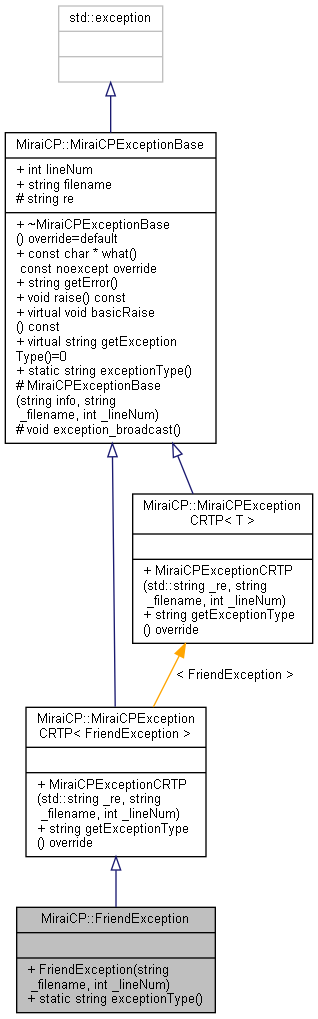 std::exception
MiraiCP::MiraiCPExceptionBase
+ int lineNum
+ string filename
# string re
+ ~MiraiCPExceptionBase
() override=default
+ const char * what()
const noexcept override
+ string getError()
+ void raise() const
+ virtual void basicRaise
() const
+ virtual string getException
Type()=0
+ static string exceptionType()
# MiraiCPExceptionBase
(string info, string
_filename, int _lineNum)
# void exception_broadcast()
MiraiCP::MiraiCPException
CRTP< T >
+ MiraiCPExceptionCRTP
(std::string _re, string
_filename, int _lineNum)
+ string getExceptionType
() override
< FriendException >
MiraiCP::MiraiCPException
CRTP< FriendException >
+ MiraiCPExceptionCRTP
(std::string _re, string
_filename, int _lineNum)
+ string getExceptionType
() override
MiraiCP::FriendException
+ FriendException(string
_filename, int _lineNum)
+ static string exceptionType()